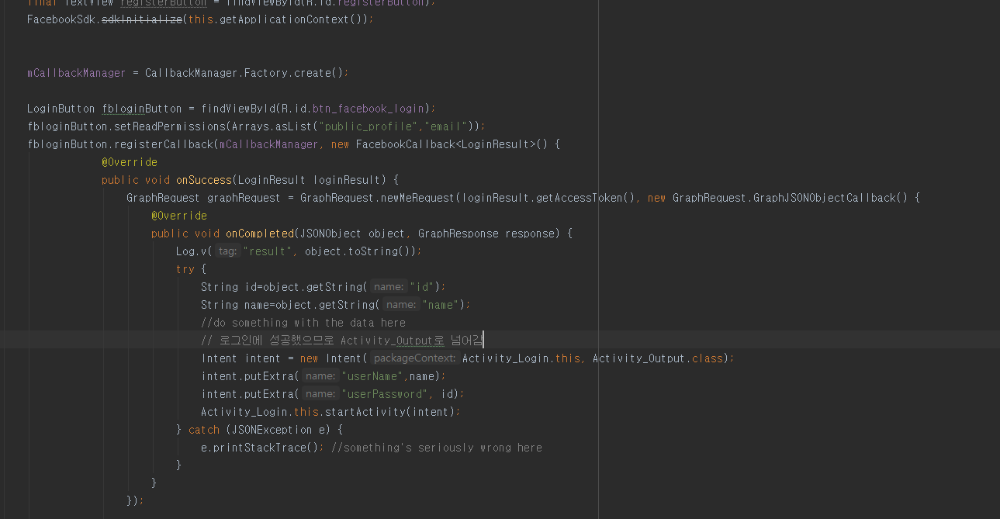 final TextView registerButton = findViewById(R.id.registerButton);
FacebookSdk.sdkInitialize(this.getApplicationContext());
mCallbackManager = CallbackManager.Factory.create();
LoginButton fbloginButton = findViewById(R.id.btn_facebook_login);
fbloginButton.setReadPermissions(Arrays.asList("public_profile","email"));
fbloginButton.registerCallback(mCallbackManager, new FacebookCallback<LoginResult>() {
@Override
public void onSuccess(LoginResult loginResult) {
GraphRequest graphRequest = GraphRequest.newMeRequest(loginResult.getAccessToken(), new GraphRequest.GraphJSONObjectCallback() {
@Override
public void onCompleted(JSONObject object, GraphResponse response) {
Log.v( tag: "result", object.toString());
try {
String id=object.getString( name: "id");
String name=object.getString( name: "name");
//do something with the data here
// 로그인에 성공했으므로 Activity_Output로 넘어감
Intent intent = new Intent( packageContext: Activity_Login.this, Activity_Output.class);
intent.putExtra( name: "userName",name);
intent.putExtra( name: "userPassword", id);
Activity_Login.this.startActivity(intent);
} catch (JSONException e) {
e.printStackTrace(); //something's seriously wrong here
}
}
});